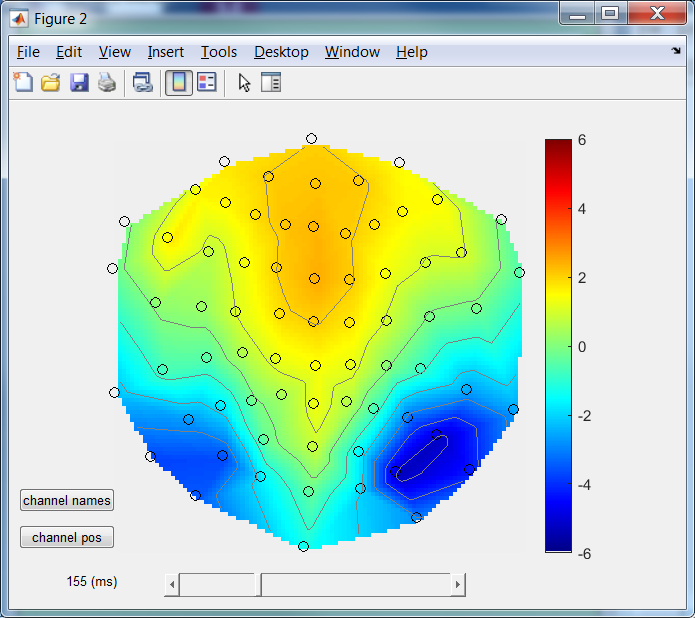 Figure 2
File Edit View Insert Tools Desktop Window Help
6
4
2
0
-2
-4
-6
channel names
channel pos
155 (ms)